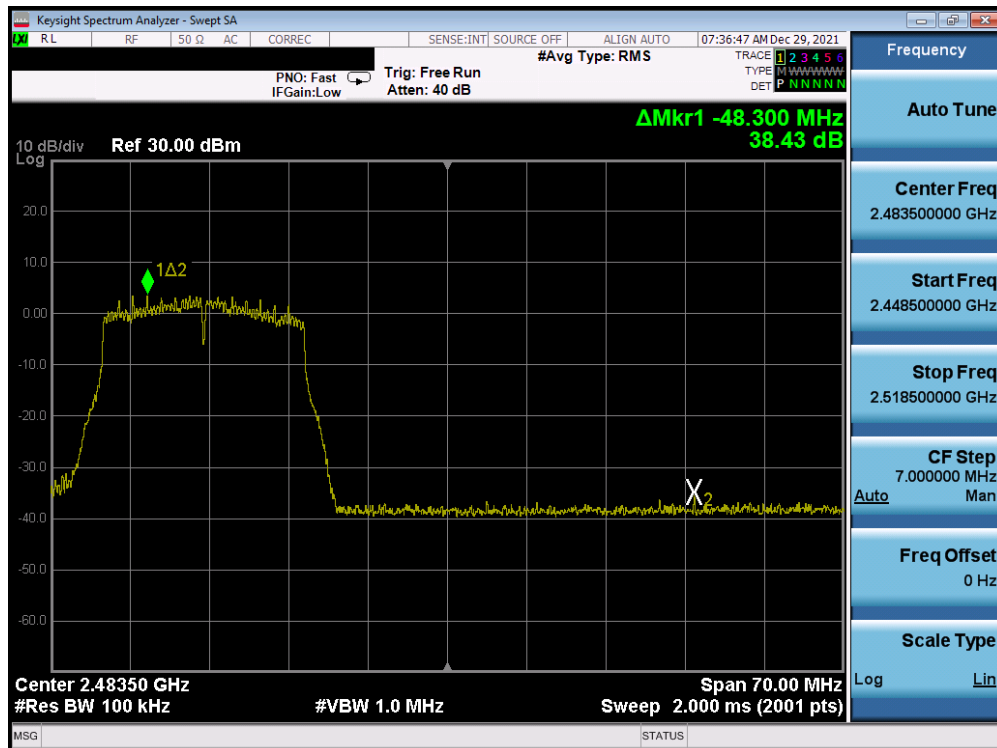 Keysight Spectrum Analyzer - Swept SA
LXI RL RF 50 Ω AC CORREC SENSE:INT SOURCE OFF ALIGN AUTO 07:36:47 AM Dec 29, 2021
#Avg Type: RMS
TRACE 1 2 3 4 5 6
PNO: Fast Trig: Free Run TYPE M WWWWW
IFGain:Low Atten: 40 dB DET P N N N N N
ΔMkr1 -48.300 MHz
38.43 dB
10 dB/div Ref 30.00 dBm
Log
20.0
10.0
1Δ2
0.00
-10.0
-20.0
-30.0
X2
-40.0
-50.0
-60.0
Center 2.48350 GHz Span 70.00 MHz
#Res BW 100 kHz #VBW 1.0 MHz Sweep 2.000 ms (2001 pts)
MSG STATUS
Frequency
Auto Tune
Center Freq
2.483500000 GHz
Start Freq
2.448500000 GHz
Stop Freq
2.518500000 GHz
CF Step
7.000000 MHz
Auto Man
Freq Offset
0 Hz
Scale Type
Log Lin